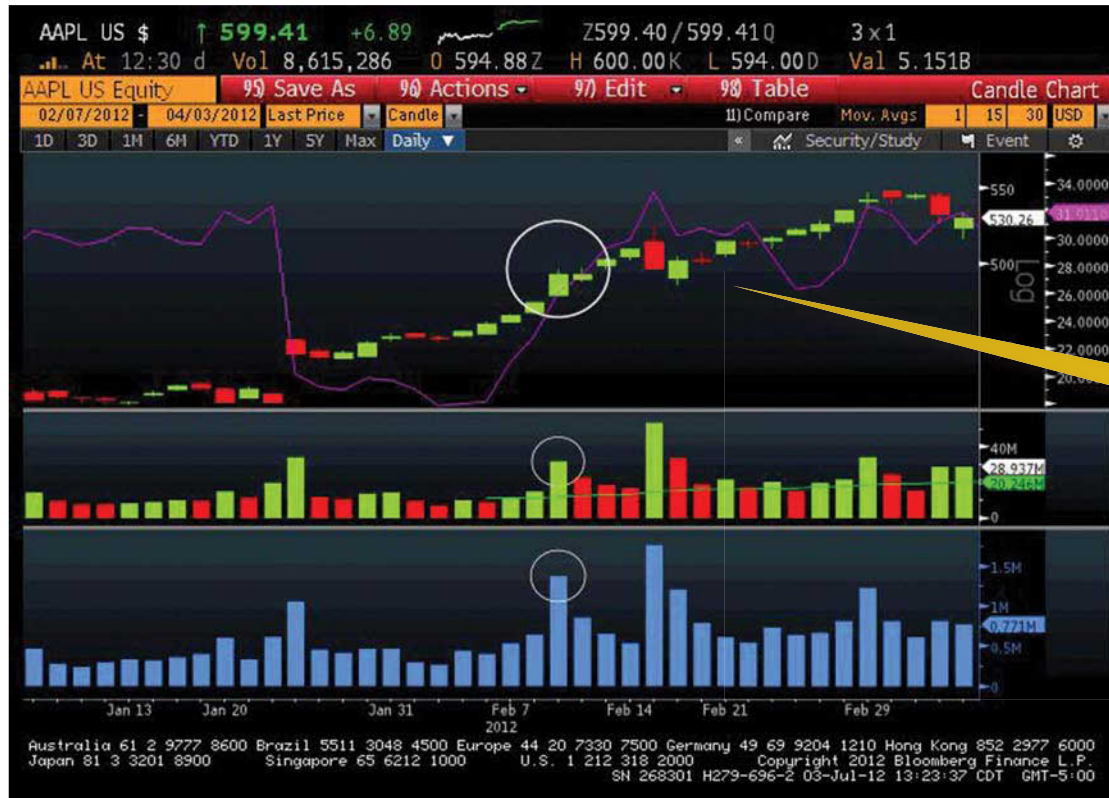 AAPL US $ ↑ 599.41 +6.89 Z599.40/599.41Q 3x1
At 12:30 d Vol 8,615,286 O 594.88Z H 600.00K L 594.00D Val 5.151B
AAPL US Equity 95) Save As 96) Actions 97) Edit 98) Table Candle Chart
02/07/2012 - 04/03/2012 Last Price Candle 11) Compare Mov. Avgs 1 15 30 USD
1D 3D 1M 6M YTD 1Y 5Y Max Daily ▼ « Security/Study Event
550 34.0000
530.26 31.9110
30.0000
500 28.0000
Log
26.0000
24.0000
22.0000
20.0000
40M
28.937M
20.246M
0
1.5M
1M
0.771M
0.5M
0
Jan 13 Jan 20 Jan 31 Feb 7 Feb 14 Feb 21 Feb 29
2012
Australia 61 2 9777 8600 Brazil 5511 3048 4500 Europe 44 20 7330 7500 Germany 49 69 9204 1210 Hong Kong 852 2977 6000
Japan 81 3 3201 8900 Singapore 65 6212 1000 U.S. 1 212 318 2000 Copyright 2012 Bloomberg Finance L.P.
SN 268301 H279-696-2 03-Jul-12 13:23:37 CDT GMT-5:00